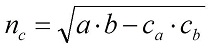 n_c = √(a · b − c_a · c_b)